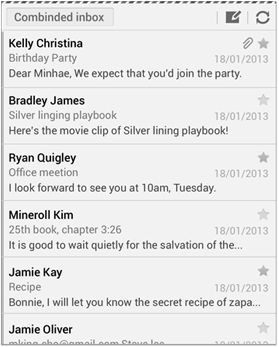 Combinded inbox
Kelly Christina
Birthday Party 18/01/2013
Dear Minhae, We expect that you'd join the party.
Bradley James
Silver linging playbook 18/01/2013
Here's the movie clip of Silver lining playbook!
Ryan Quigley
Office meetion 18/01/2013
I look forward to see you at 10am, Tuesday.
Mineroll Kim
25th book, chapter 3:26 18/01/2013
It is good to wait quietly for the salvation of the...
Jamie Kay
Recipe 18/01/2013
Bonnie, I will let you know the secret recipe of zapa...
Jamie Oliver
18/01/2013